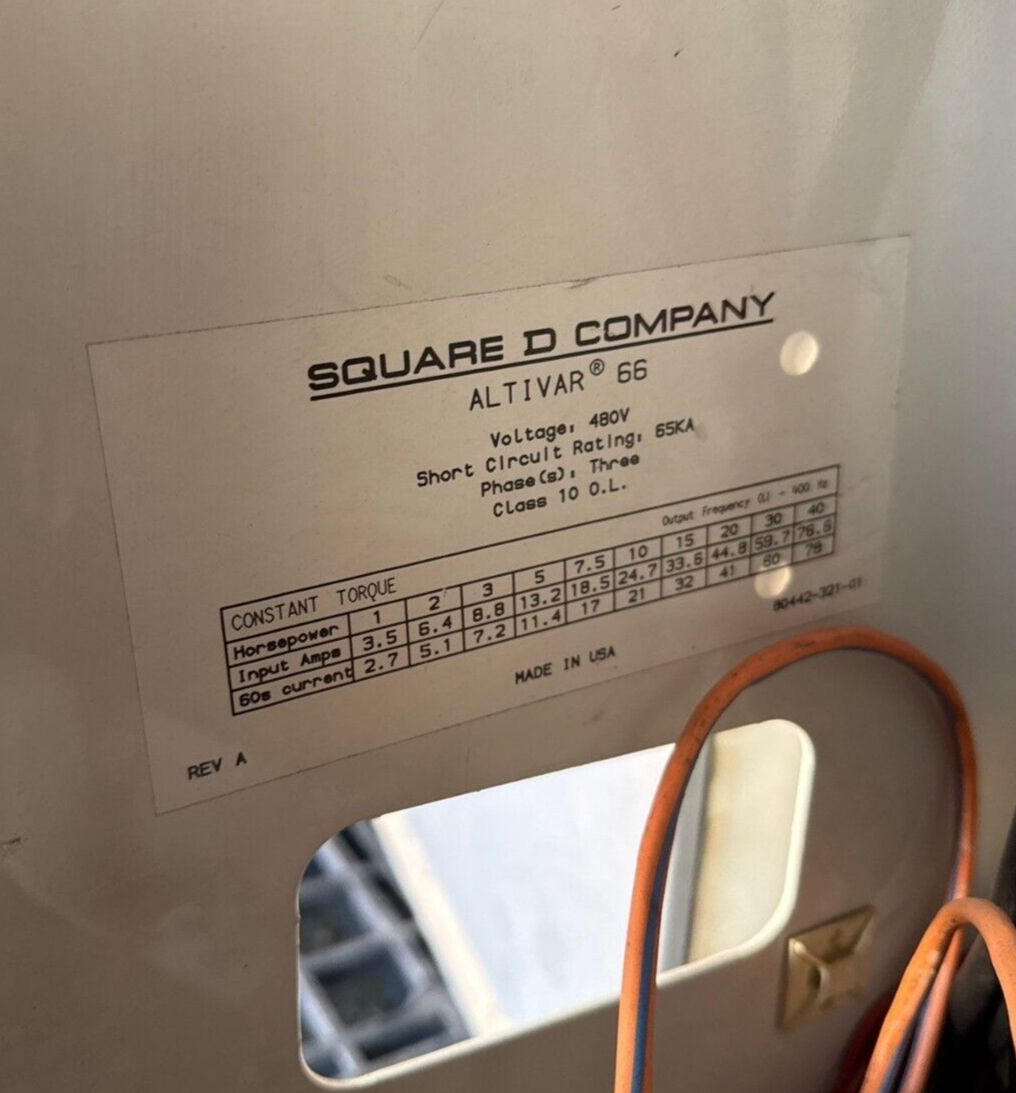 SQUARE D COMPANY
ALTIVAR® 66
Voltage: 480V
Short Circuit Rating: 65KA
Phase(s): Three
Class 10 O.L.
Output Frequency 0.1 - 400 Hz
CONSTANT TORQUE
Horsepower 1 2 3 5 7.5 10 15 20 30 40
Input Amps 3.5 6.4 8.8 13.2 18.5 24.7 33.6 44.8 59.7 76.6
60s current 2.7 5.1 7.2 11.4 17 21 32 41 60 78
80442-321-01
MADE IN USA
REV A